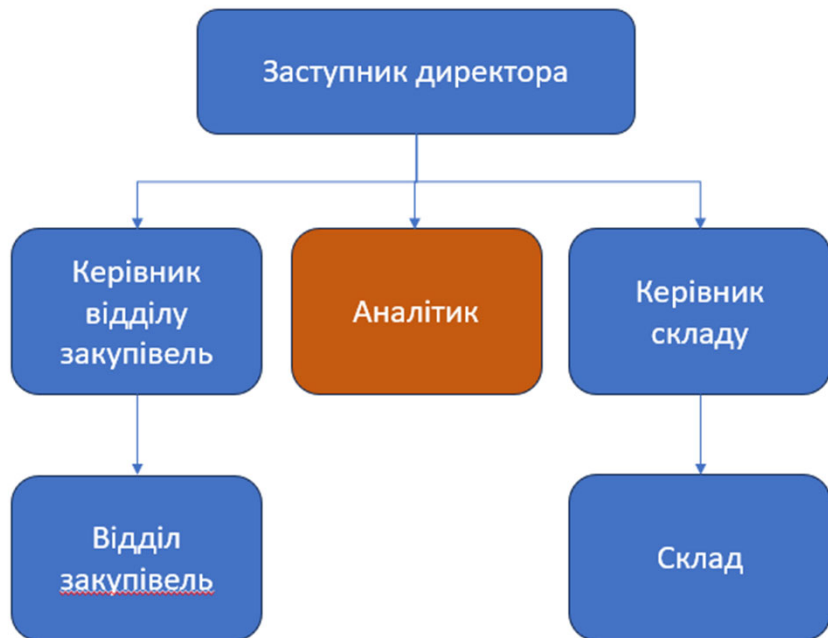 Заступник директора
Керівник
відділу
закупівель
Аналітик
Керівник
складу
Відділ
закупівель
Склад